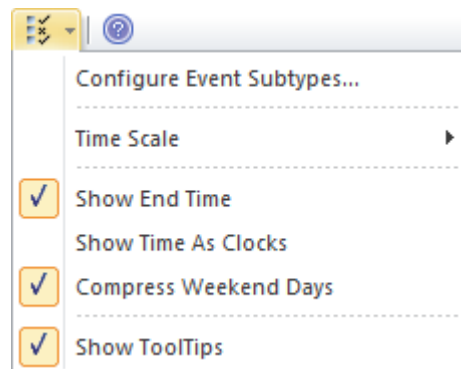 Configure Event Subtypes...
Time Scale
Show End Time
Show Time As Clocks
Compress Weekend Days
Show ToolTips